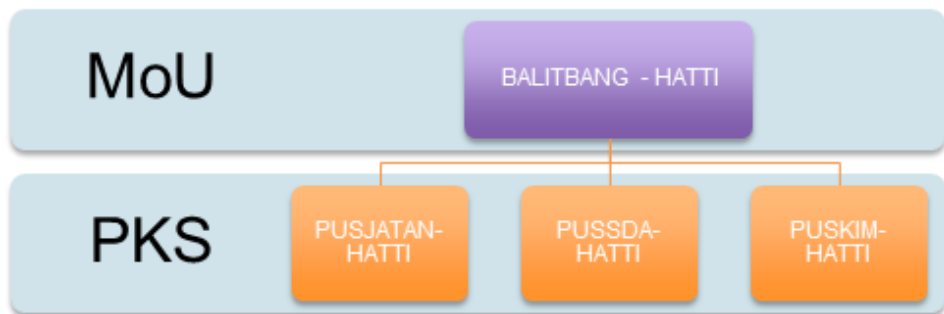 MoU
BALITBANG - HATTI
PKS
PUSJATAN-
HATTI
PUSSDA-
HATTI
PUSKIM-
HATTI